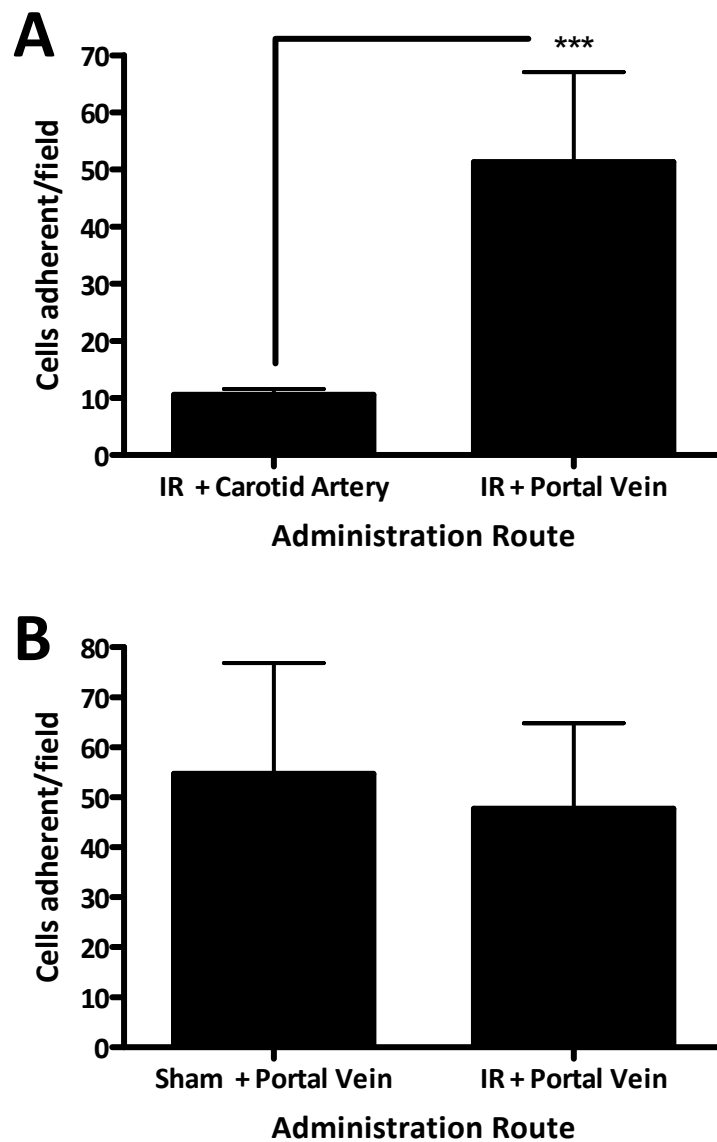 A
***
70
60
50
40
30
20
10
0
Cells adherent/field
IR + Carotid Artery
IR + Portal Vein
Administration Route
B
80
70
60
50
40
30
20
10
0
Cells adherent/field
Sham + Portal Vein
IR + Portal Vein
Administration Route